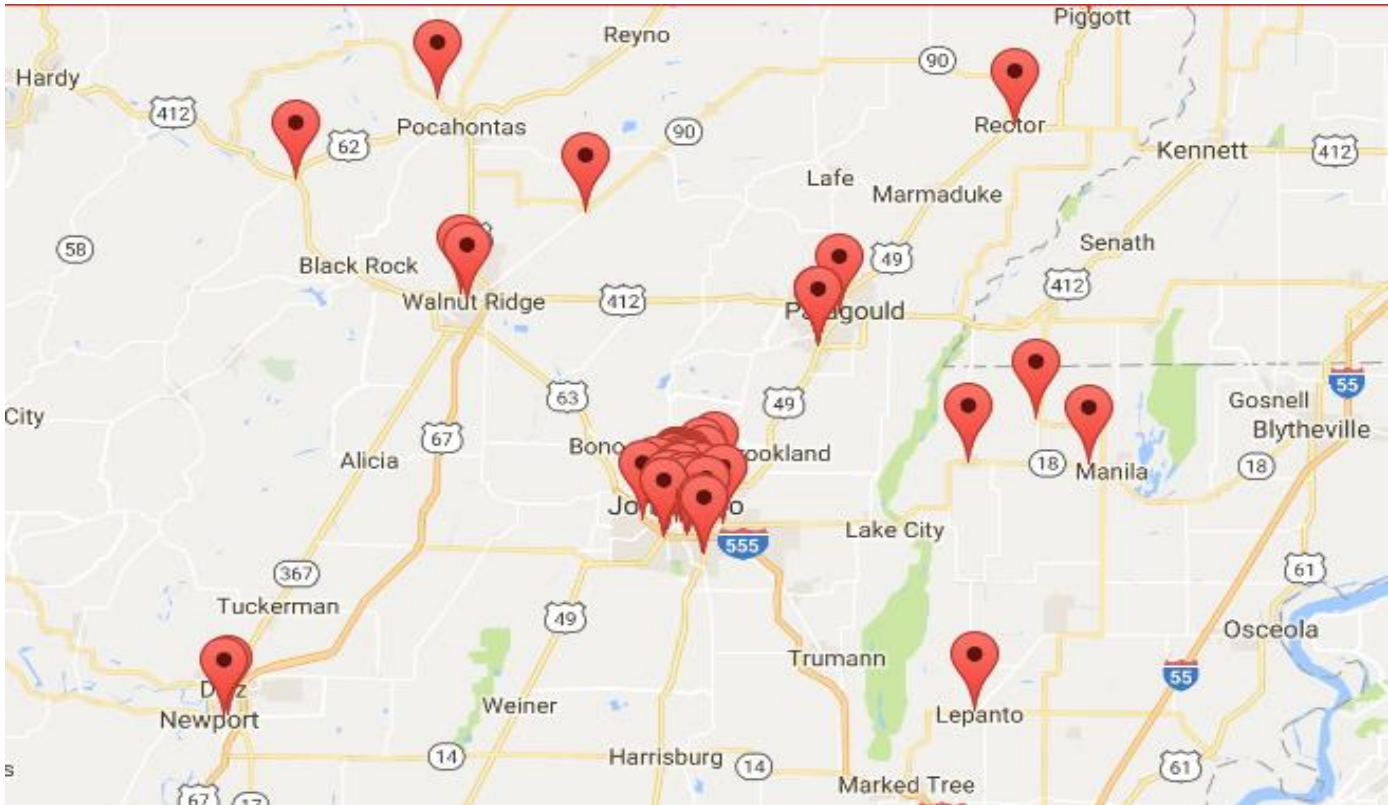 Piggott
Reyno
Hardy
90
412
Pocahontas
90
Rector
62
Kennett
412
Lafe
Marmaduke
58
Senath
49
Black Rock
412
Walnut Ridge
412
55
63
49
Gosnell
City
67
Bono
Blytheville
Alicia
18
Manila
18
Lake City
555
367
61
Tuckerman
49
Osceola
Trumann
55
Newport
Weiner
Lepanto
14
Harrisburg
14
61
s
Marked Tree
67
17